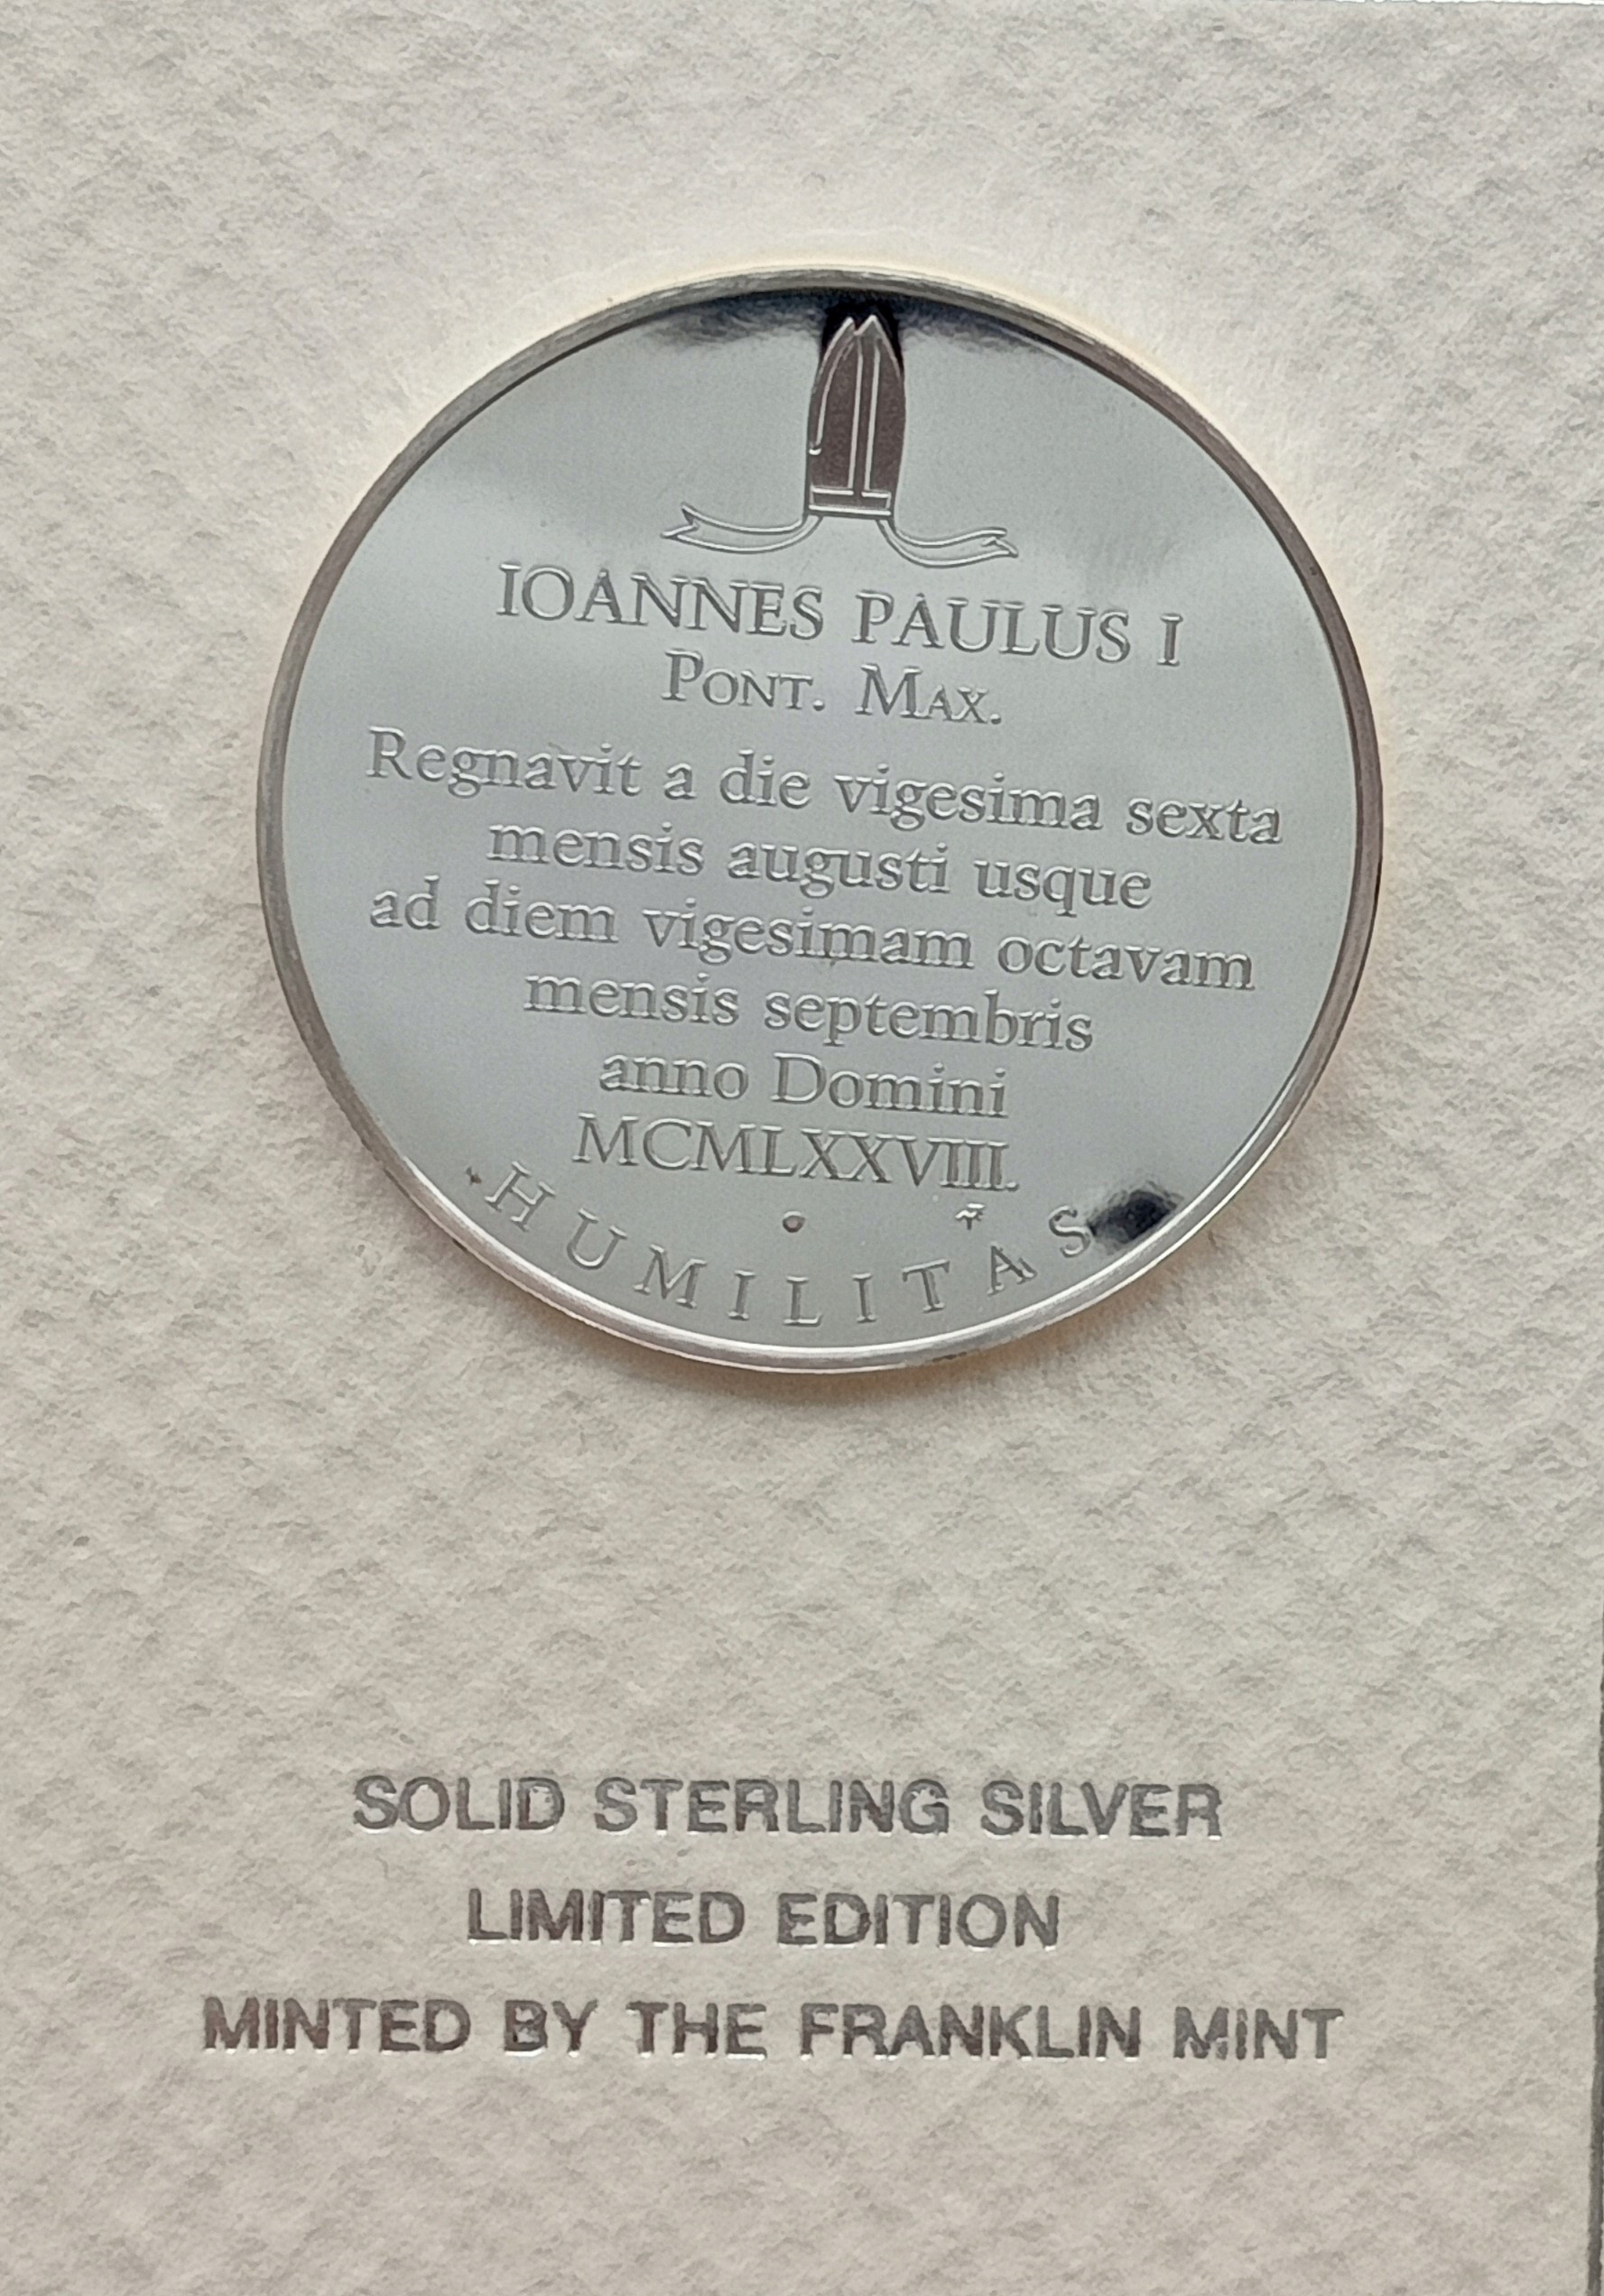 IOANNES PAULUS I
PONT. MAX.
Regnavit a die vigesima sexta
mensis augusti usque
ad diem vigesimam octavam
mensis septembris
anno Domini
MCMLXXVIII.
HUMILITAS
SOLID STERLING SILVER
LIMITED EDITION
MINTED BY THE FRANKLIN MINT